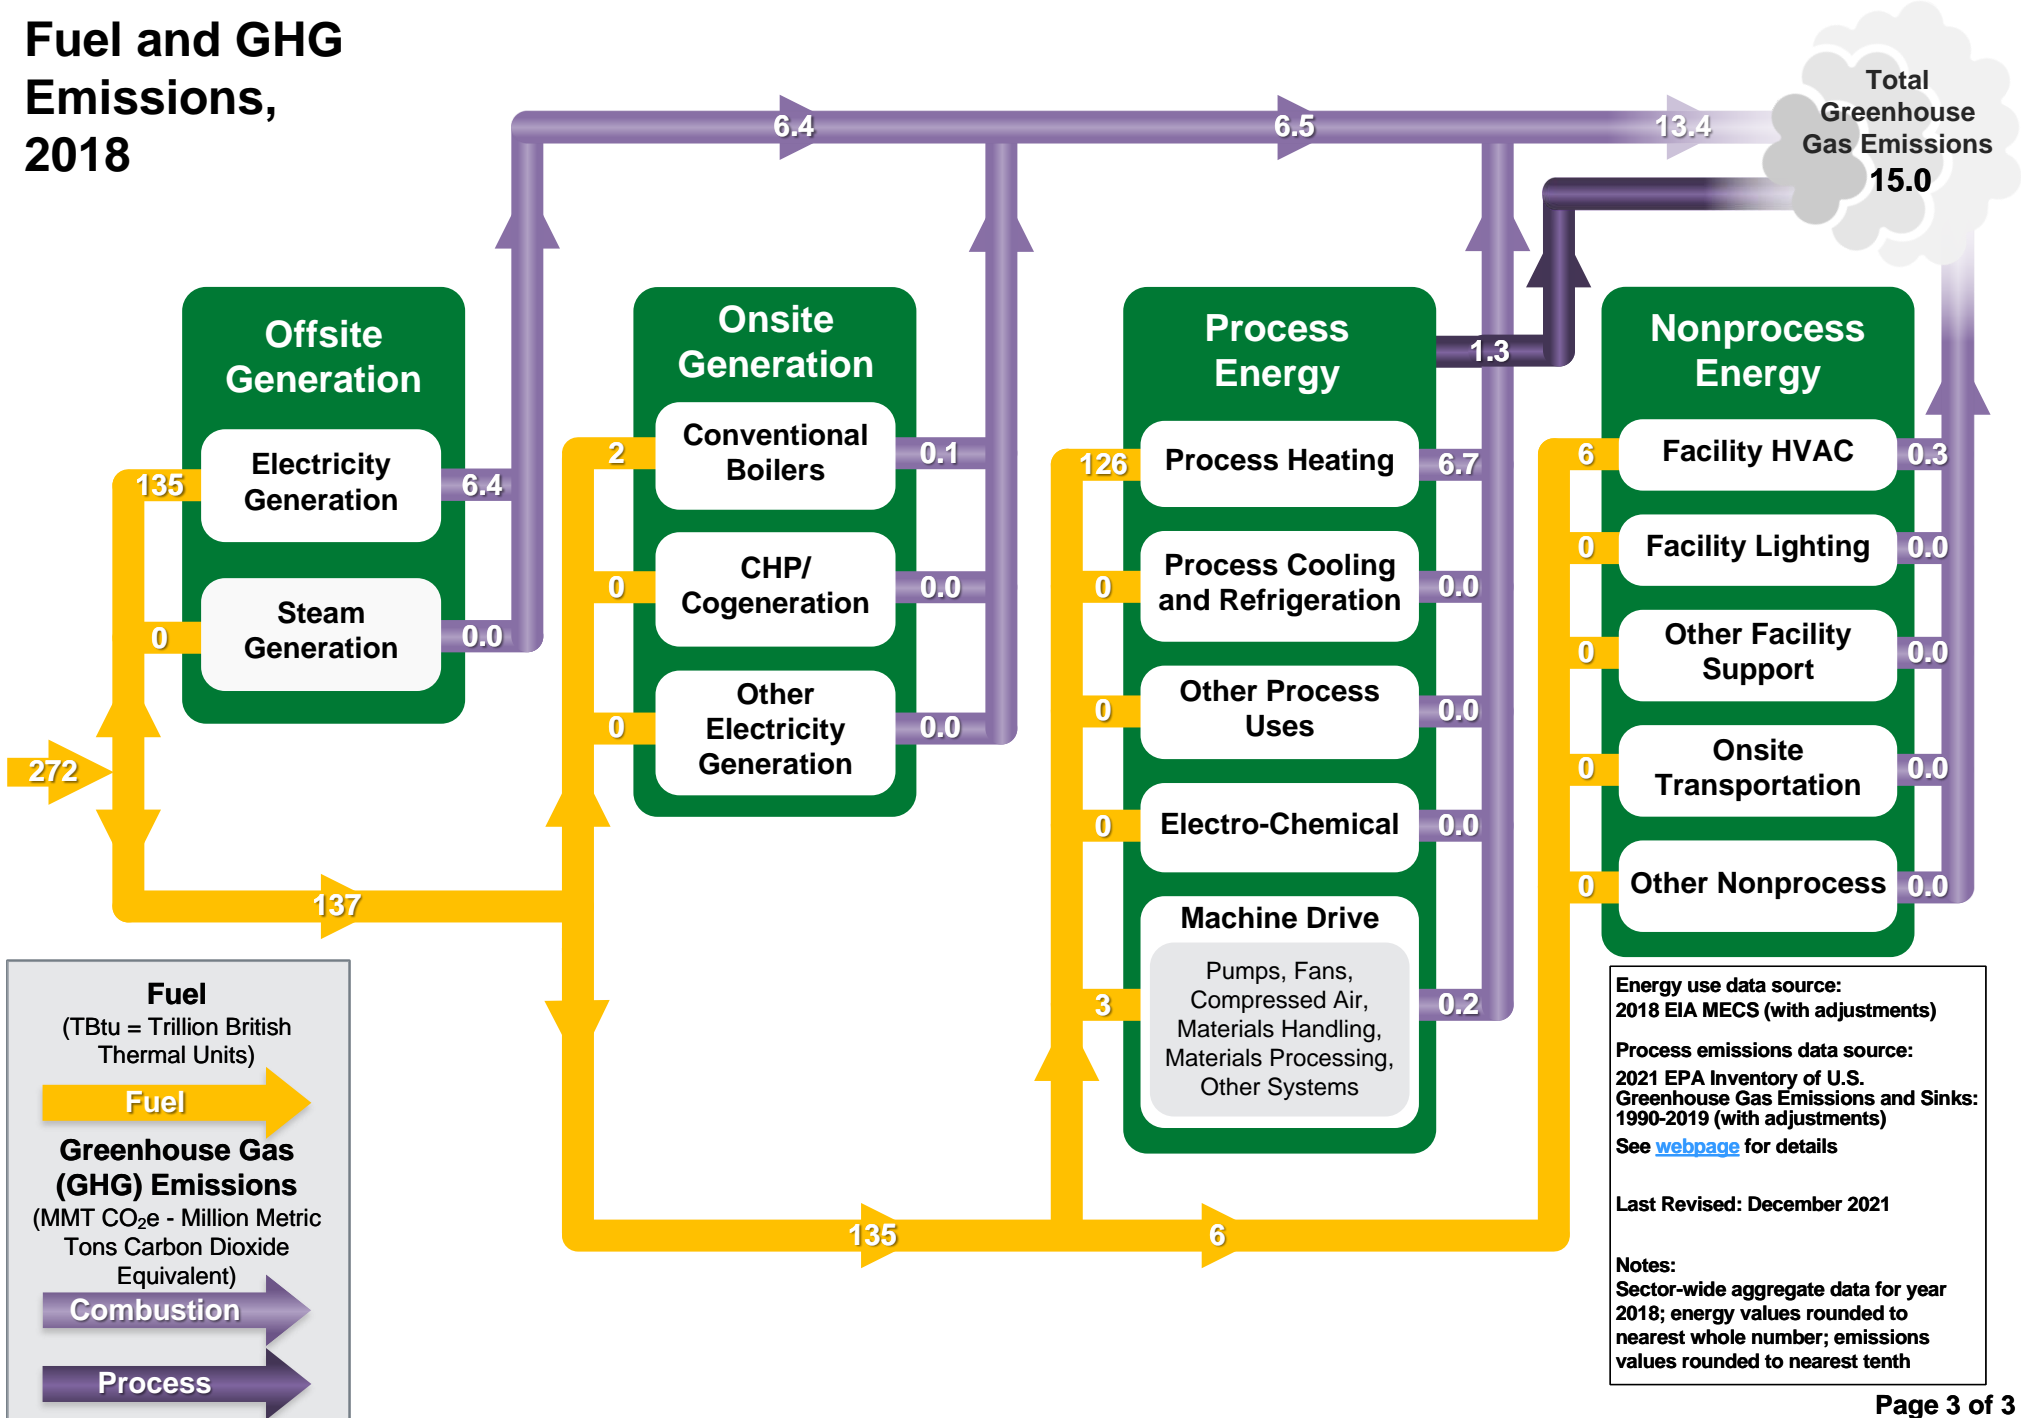 Fuel and GHG
Emissions,
2018
Total
Greenhouse
Gas Emissions
15.0
6.4
6.5
13.4
Offsite
Generation
135
Electricity
Generation
6.4
0
Steam
Generation
0.0
272
137
Onsite
Generation
2
Conventional
Boilers
0.1
0
CHP/
Cogeneration
0.0
0
Other
Electricity
Generation
0.0
135
6
Process
Energy
1.3
126
Process Heating
6.7
0
Process Cooling
and Refrigeration
0.0
0
Other Process
Uses
0.0
0
Electro-Chemical
0.0
Machine Drive
3
Pumps, Fans,
Compressed Air,
Materials Handling,
Materials Processing,
Other Systems
0.2
Nonprocess
Energy
6
Facility HVAC
0.3
0
Facility Lighting
0.0
0
Other Facility
Support
0.0
0
Onsite
Transportation
0.0
0
Other Nonprocess
0.0
Fuel
(TBtu = Trillion British
Thermal Units)
Fuel
Greenhouse Gas
(GHG) Emissions
(MMT CO₂e - Million Metric
Tons Carbon Dioxide
Equivalent)
Combustion
Process
Energy use data source:
2018 EIA MECS (with adjustments)
Process emissions data source:
2021 EPA Inventory of U.S.
Greenhouse Gas Emissions and Sinks:
1990-2019 (with adjustments)
See webpage for details
Last Revised: December 2021
Notes:
Sector-wide aggregate data for year
2018; energy values rounded to
nearest whole number; emissions
values rounded to nearest tenth
Page 3 of 3